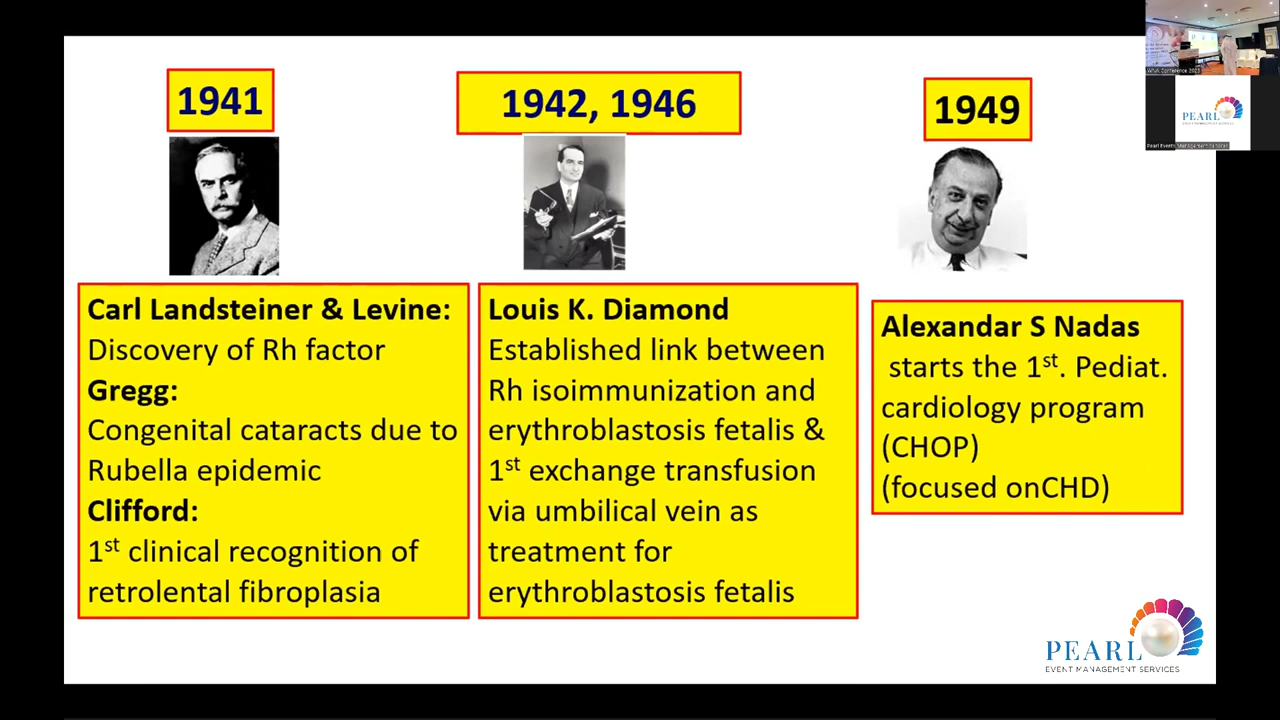 1941
Carl Landsteiner & Levine:
Discovery of Rh factor
Gregg:
Congenital cataracts due to
Rubella epidemic
Clifford:
1st clinical recognition of
retrolental fibroplasia
1942, 1946
Louis K. Diamond
Established link between
Rh isoimmunization and
erythroblastosis fetalis &
1st exchange transfusion
via umbilical vein as
treatment for
erythroblastosis fetalis
1949
Alexandar S Nadas
starts the 1st. Pediat.
cardiology program
(CHOP)
(focused onCHD)
PEARL
EVENT MANAGEMENT SERVICES
PEARL